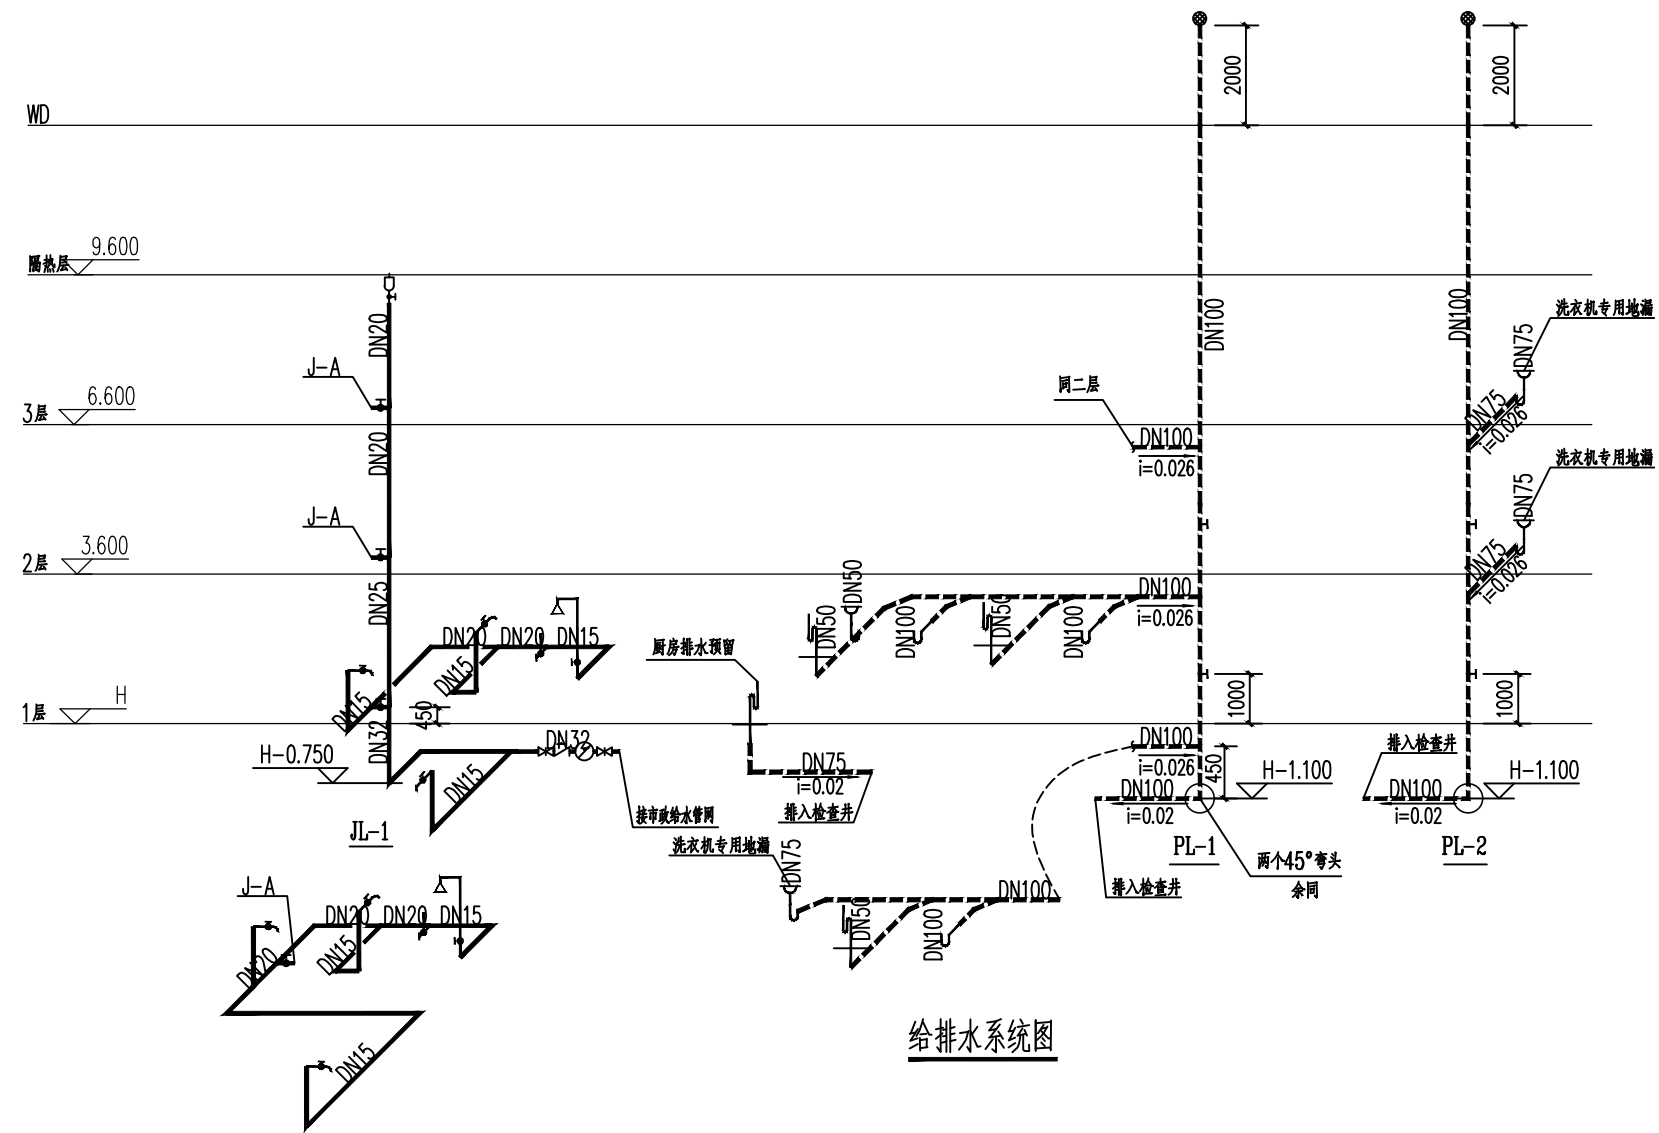 2000
2000
WD
9.600
隔热层
DN20
DN100
DN100
洗衣机专用地漏
DN75
J-A
同二层
6.600
3层
DN75
i=0.026
DN20
DN100
i=0.026
洗衣机专用地漏
DN75
J-A
3.600
2层
DN75
i=0.026
DN25
DN50
DN50
DN100
DN50
DN100
DN100
i=0.026
DN20
DN20
DN15
DN15
厨房排水预留
H
1层
DN15
450
1000
1000
DN32
DN32
H-0.750
DN15
DN75
i=0.02
排入检查井
DN100
i=0.026
450
H-1.100
排入检查井
H-1.100
DN100
i=0.02
DN100
i=0.02
接市政给水管网
JL-1
洗衣机专用地漏
DN75
PL-1
PL-2
两个45°弯头
余同
排入检查井
J-A
DN20
DN20
DN15
DN15
DN20
DN100
DN50
DN100
DN15
给排水系统图